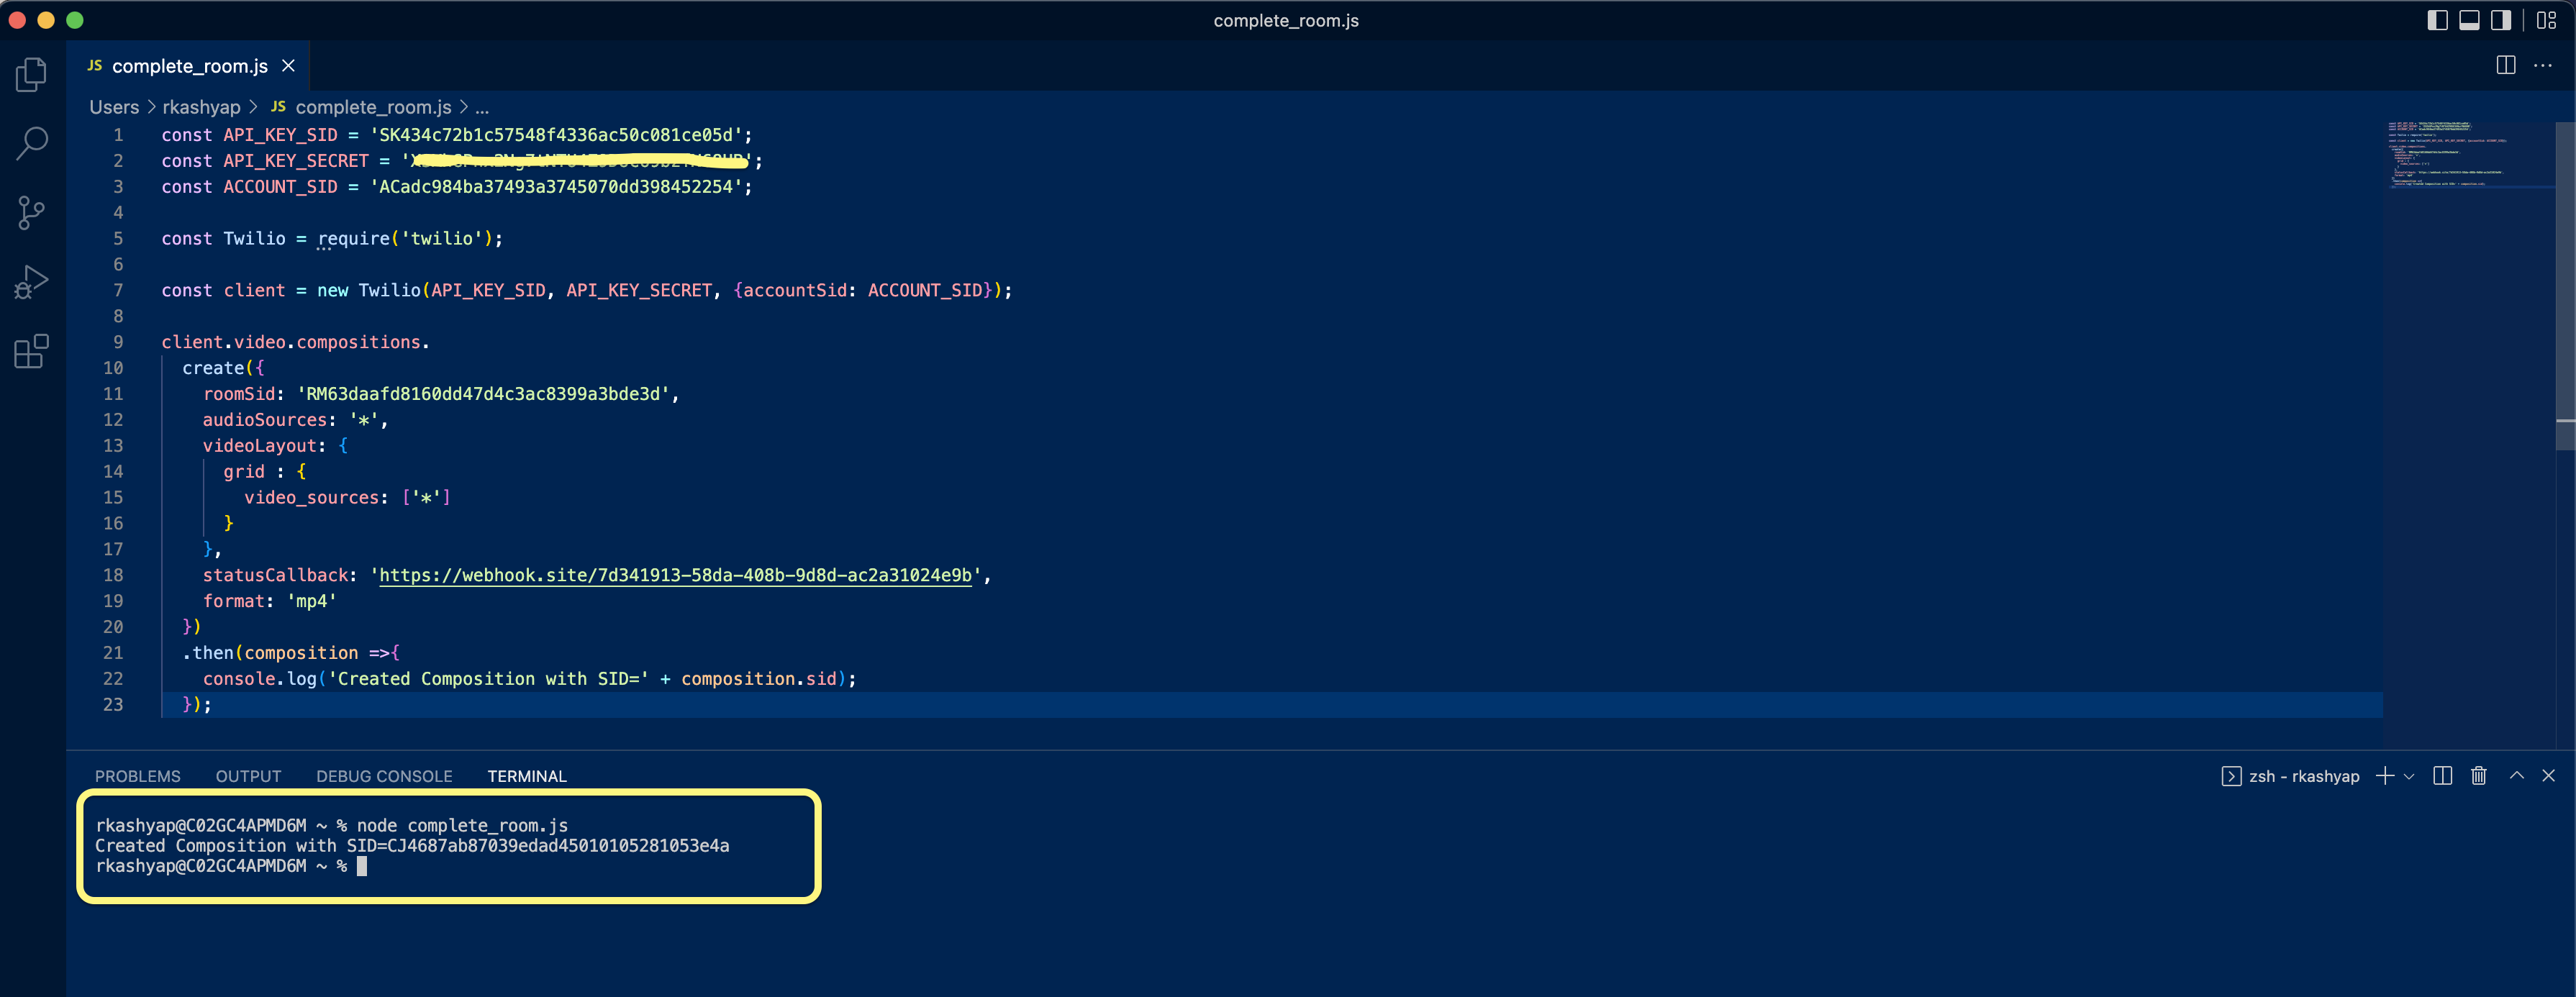 complete_room.js
JS complete_room.js
Users > rkashyap > JS complete_room.js > ...
1 const API_KEY_SID = 'SK434c72b1c57548f4336ac50c081ce05d';
2 const API_KEY_SECRET = '';
3 const ACCOUNT_SID = 'ACadc984ba37493a3745070dd398452254';
4
5 const Twilio = require('twilio');
6
7 const client = new Twilio(API_KEY_SID, API_KEY_SECRET, {accountSid: ACCOUNT_SID});
8
9 client.video.compositions.
10 create({
11 roomSid: 'RM63daafd8160dd47d4c3ac8399a3bde3d',
12 audioSources: '*',
13 videoLayout: {
14 grid : {
15 video_sources: ['*']
16 }
17 },
18 statusCallback: 'https://webhook.site/7d341913-58da-408b-9d8d-ac2a31024e9b',
19 format: 'mp4'
20 })
21 .then(composition =>{
22 console.log('Created Composition with SID=' + composition.sid);
23 });
PROBLEMS OUTPUT DEBUG CONSOLE TERMINAL zsh - rkashyap
rkashyap@C02GC4APMD6M ~ % node complete_room.js
Created Composition with SID=CJ4687ab87039edad45010105281053e4a
rkashyap@C02GC4APMD6M ~ %